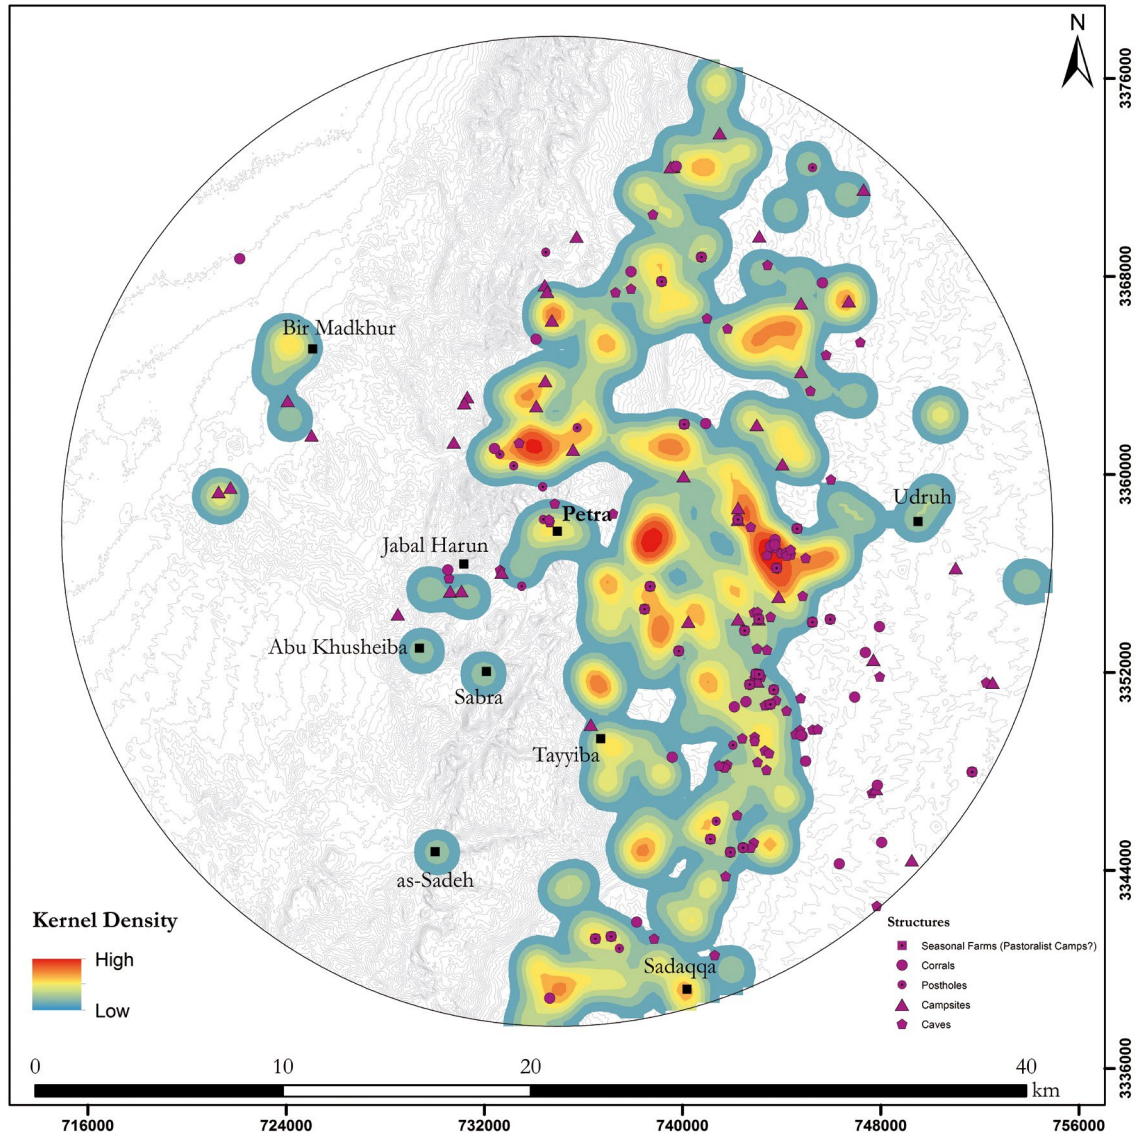 N
3376000
3368000
Bir Madkhur
3360000
Udruh
Petra
Jabal Harun
Abu Khusheiba
3352000
Sabra
Tayyiba
as-Sadeh
3344000
Kernel Density
High
Low
Structures
Seasonal Farms (Pastoralist Camps?)
Corrals
Postholes
Campsites
Caves
Sadaqqa
3336000
0 10 20 40
km
716000 724000 732000 740000 748000 756000